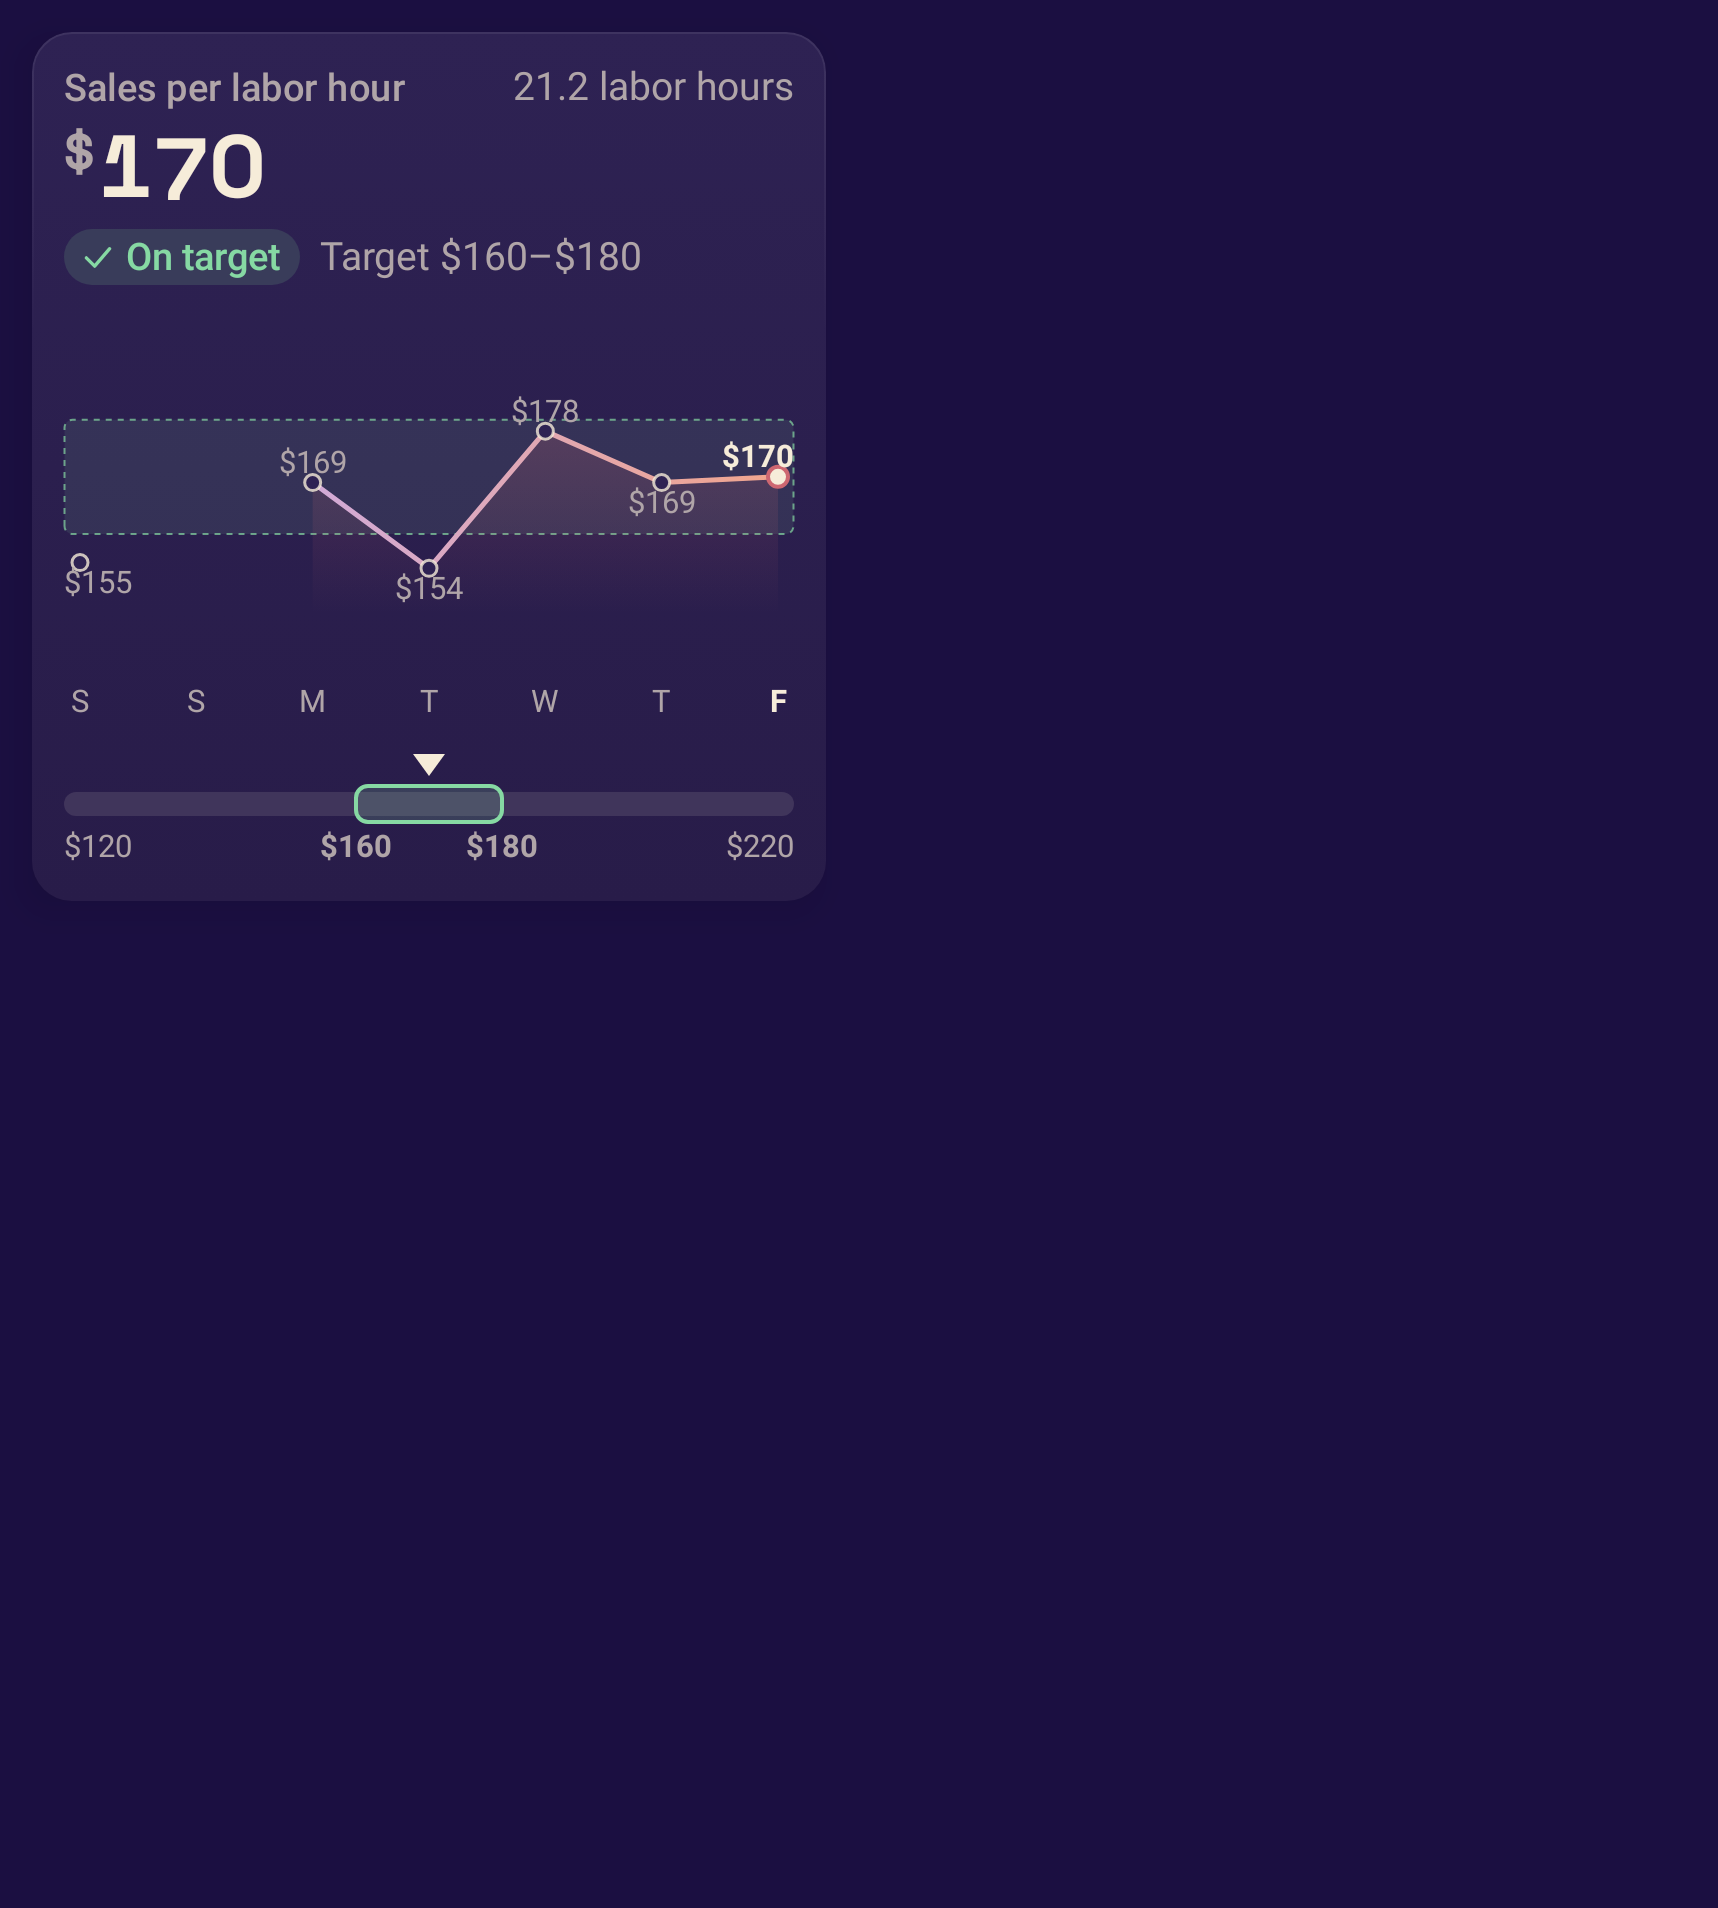 Sales per labor hour 21.2 labor hours
$170
On target Target $160–$180
$178
$169 $170
$169
$155 $154
S S M T W T F
$120 $160 $180 $220